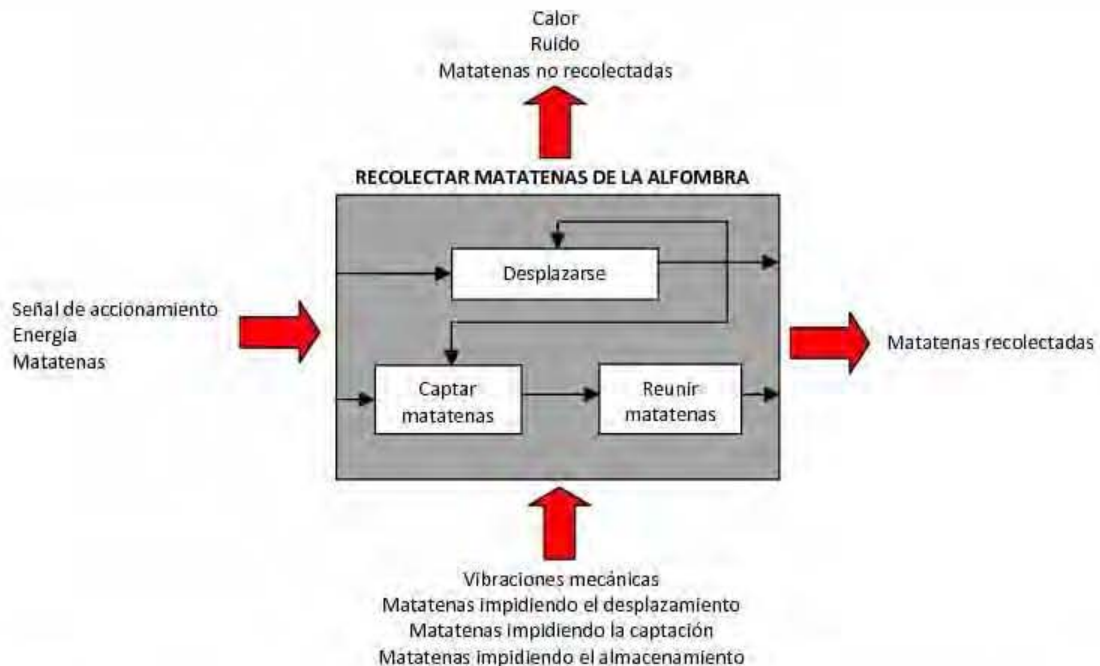 Calor
Ruido
Matatenas no recolectadas
RECOLECTAR MATATENAS DE LA ALFOMBRA
Desplazarse
Señal de accionamiento
Energía
Matatenas
Matatenas recolectadas
Captar
matatenas
Reunir
matatenas
Vibraciones mecánicas
Matatenas impidiendo el desplazamiento
Matatenas impidiendo la captación
Matatenas impidiendo el almacenamiento